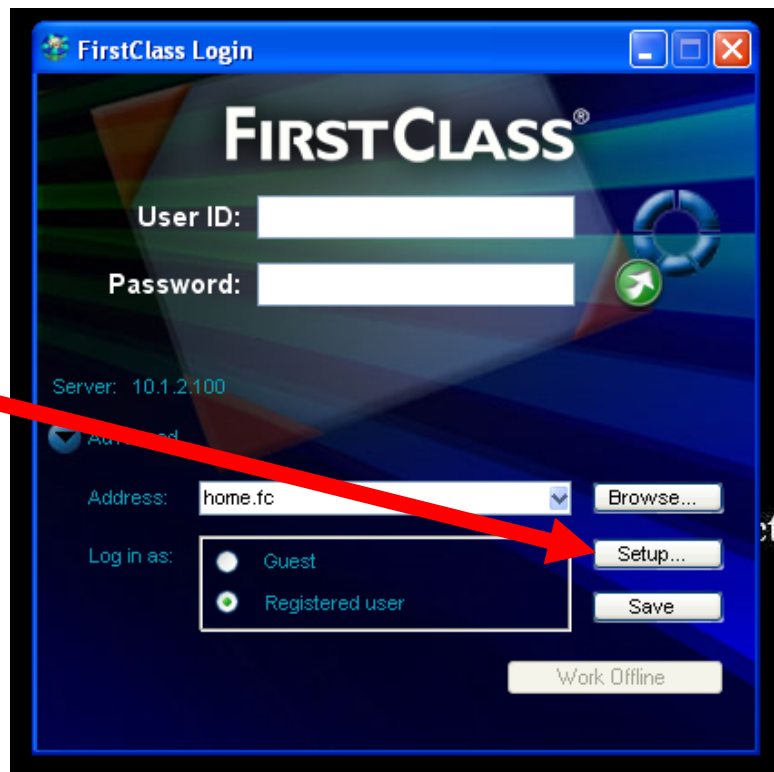 FirstClass Login
FIRSTCLASS®
User ID:
Password:
Server: 10.1.2.100
Advanced
Address: home.fc Browse...
Log in as: Guest Setup...
Registered user Save
Work Offline